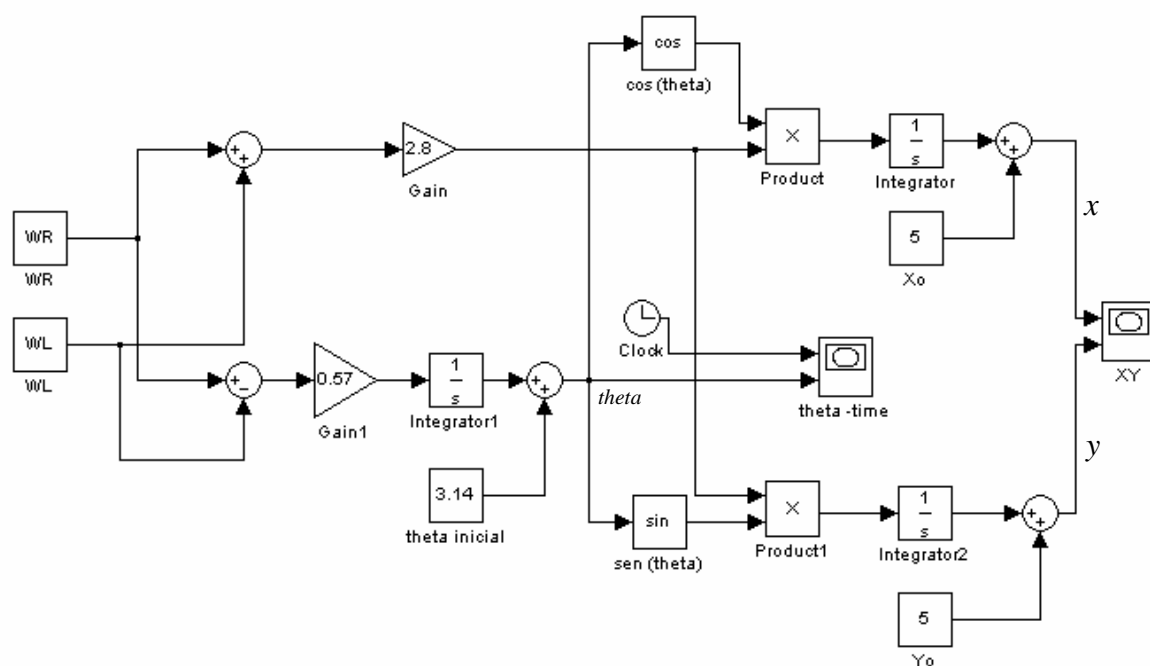 cos
cos (theta)
2.8
Gain
×
Product
1
s
Integrator
WR
WR
5
Xo
x
WL
WL
Clock
theta -time
XY
0.57
Gain1
1
s
Integrator1
theta
3.14
theta inicial
sin
sen (theta)
×
Product1
1
s
Integrator2
y
5
Yo